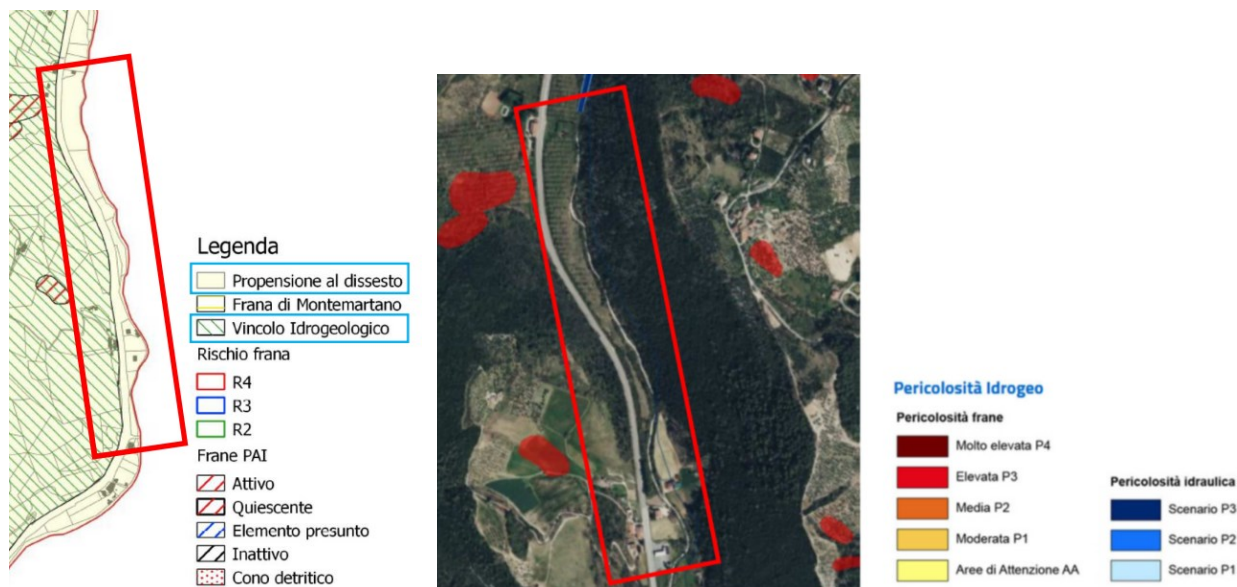 Legenda
Propensione al dissesto
Frana di Montemartano
Vincolo Idrogeologico
Rischio frana
R4
R3
R2
Frane PAI
Attivo
Quiescente
Elemento presunto
Inattivo
Cono detritico
Pericolosità Idrogeo
Pericolosità frane
Molto elevata P4
Elevata P3
Media P2
Moderata P1
Aree di Attenzione AA
Pericolosità idraulica
Scenario P3
Scenario P2
Scenario P1